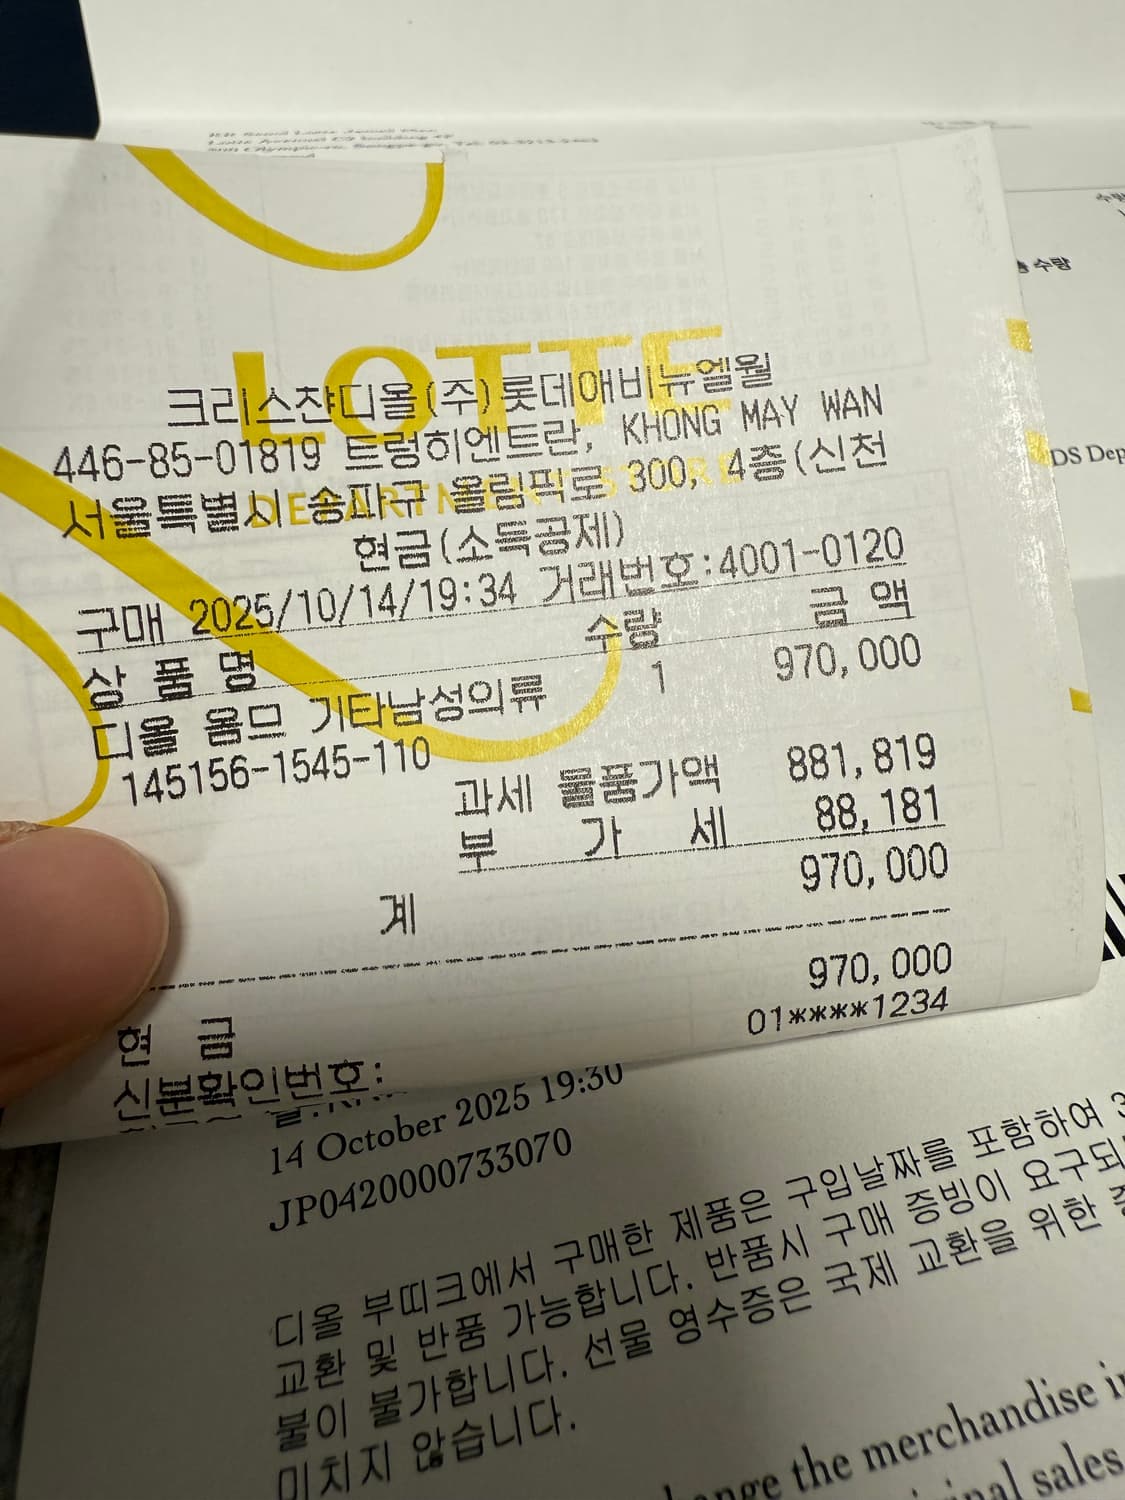 LOTTE
DEPARTMENT STORE
크리스챤디올(주)롯데애비뉴엘월
446-85-01819 트렁히엔트란, KHONG MAY WAN
서울특별시 송파구 올림픽로 300, 4층(신천
현금(소득공제)
구매 2025/10/14/19:34 거래번호:4001-0120
상 품 명 수량 금 액
디올 옴므 기타남성의류 1 970,000
145156-1545-110
과세 물품가액 881,819
부 가 세 88,181
계 970,000
현 금 970,000
신분확인번호: 01****1234
14 October 2025 19:30
JP0420000733070
디올 부띠크에서 구매한 제품은 구입날짜를 포함하여 3
교환 및 반품 가능합니다. 반품시 구매 증빙이 요구되
불이 불가합니다. 선물 영수증은 국제 교환을 위한
미치지 않습니다.
the merchandise
sales
수량
DS Dep